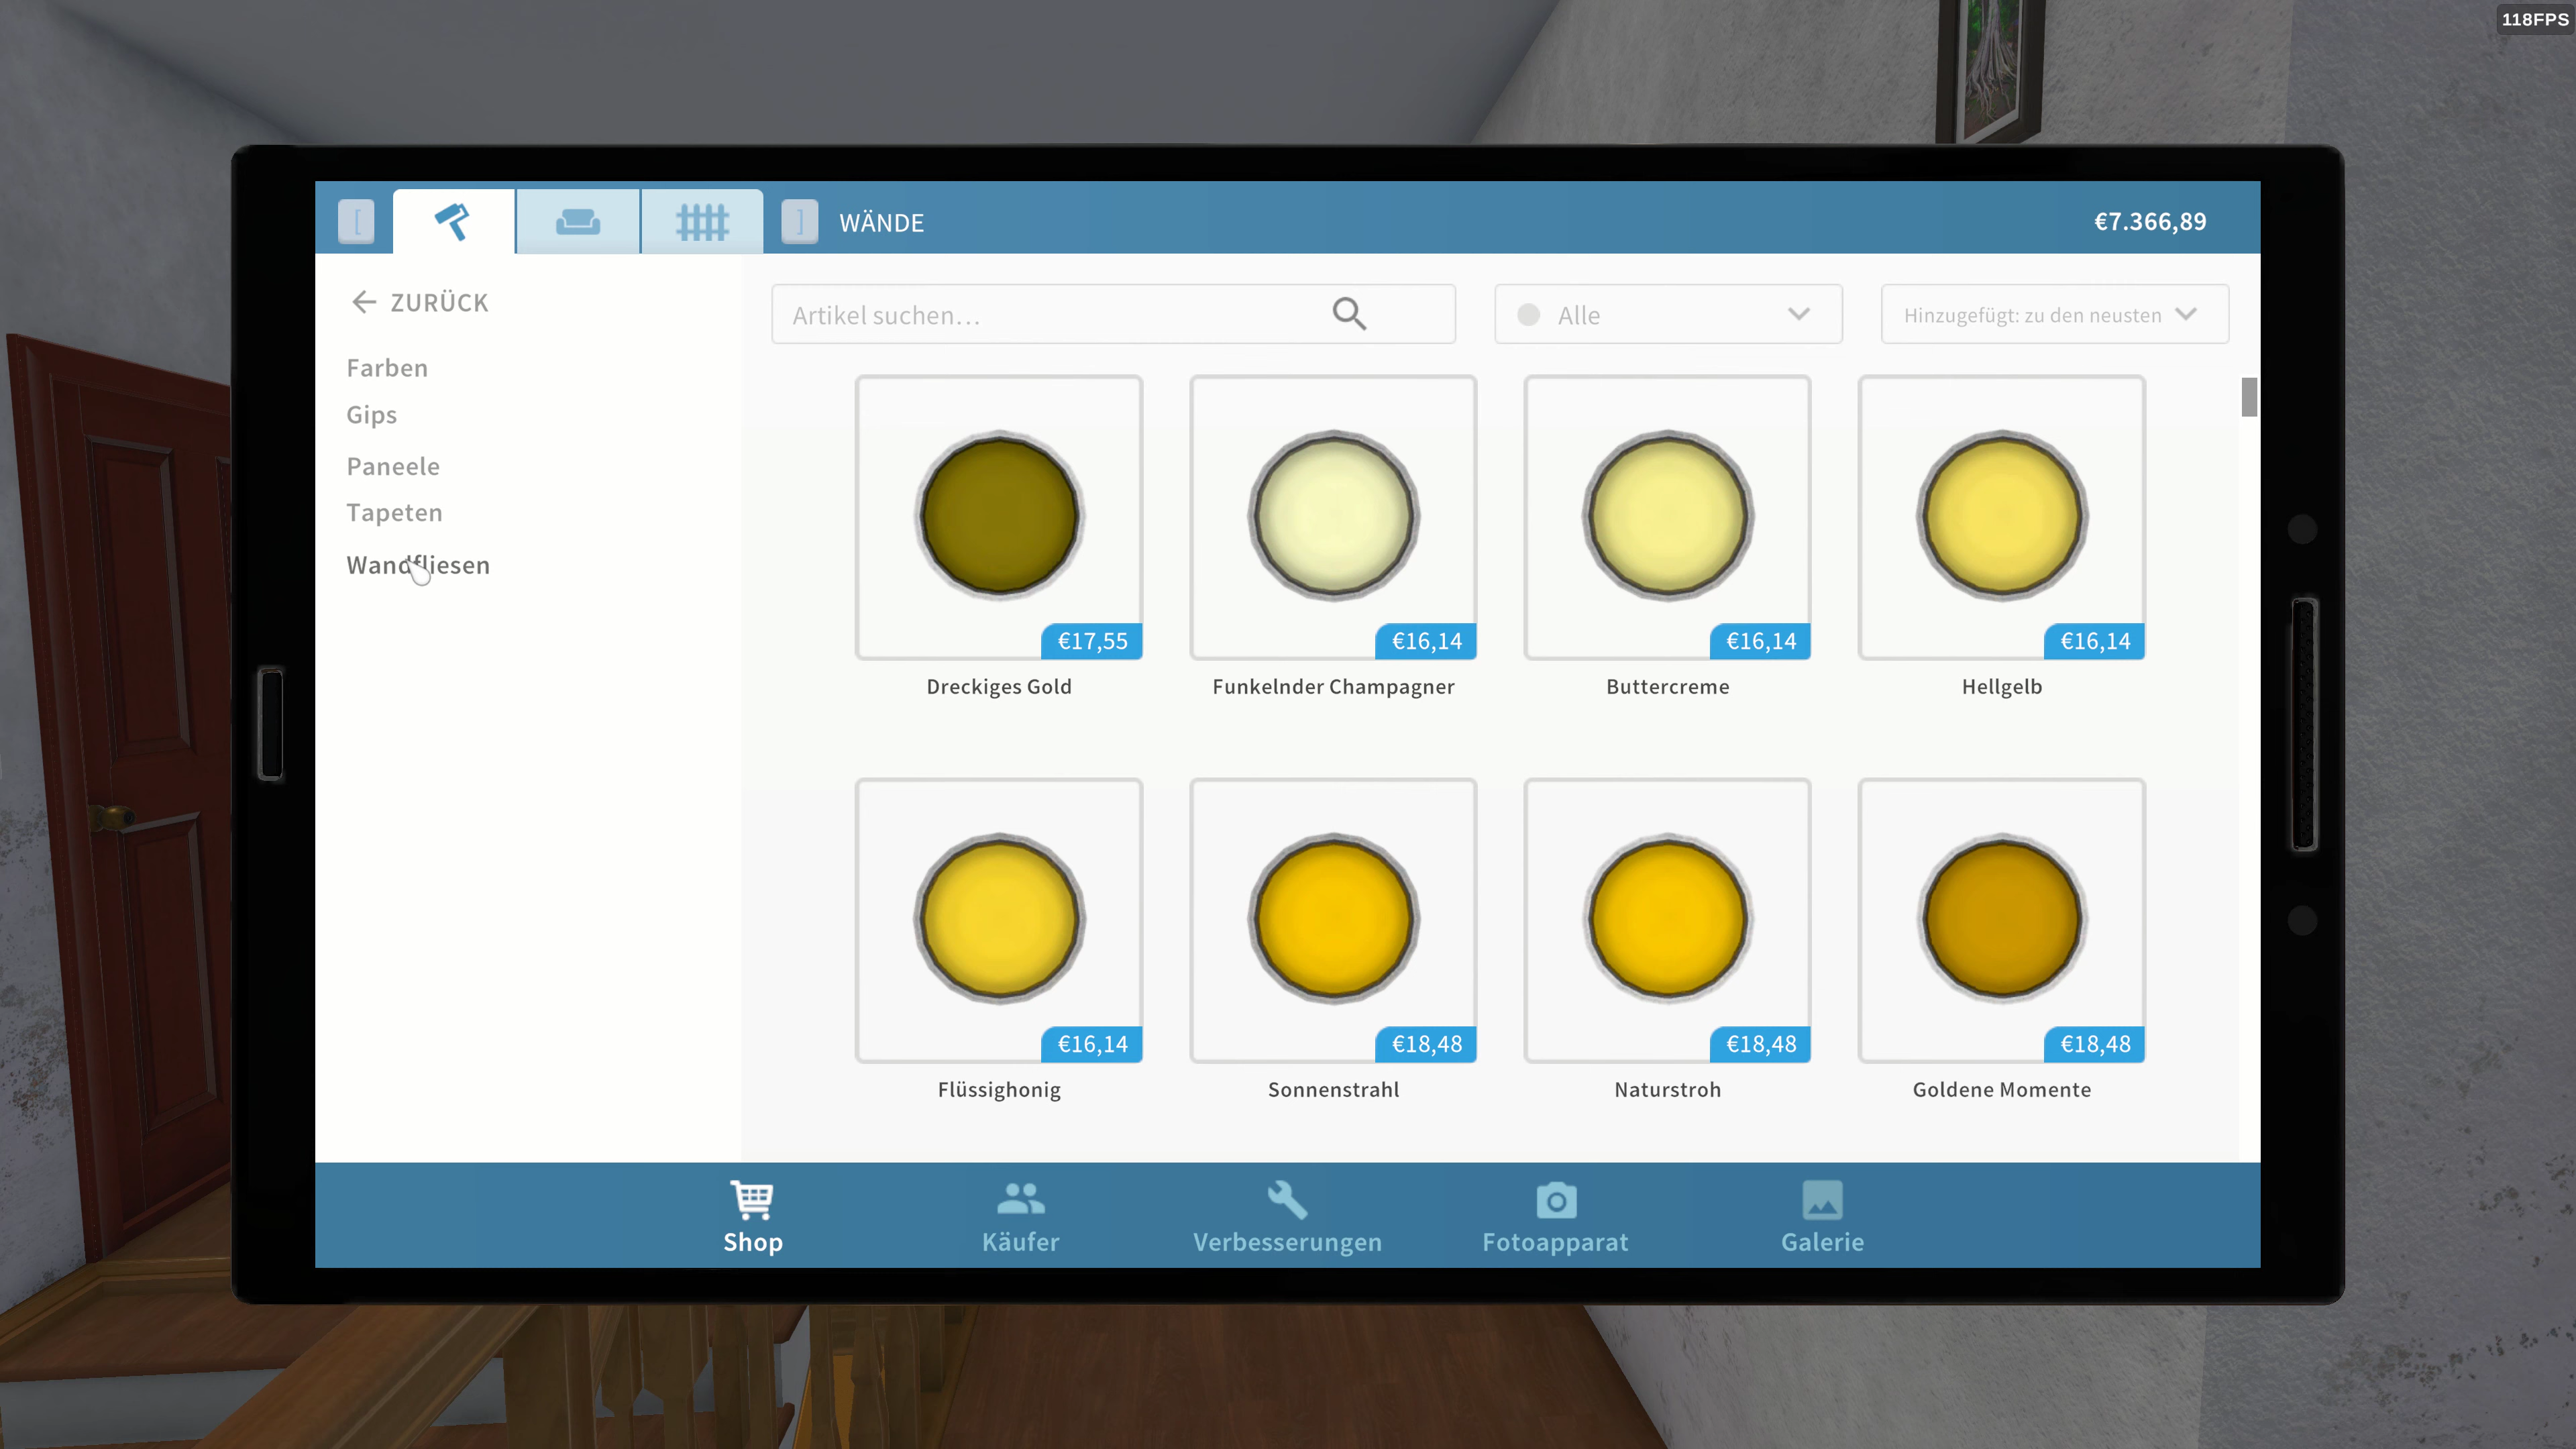 118FPS
[ ] WÄNDE €7.366,89
ZURÜCK
Farben
Gips
Paneele
Tapeten
Wandfliesen
Artikel suchen...
Alle
Hinzugefügt: zu den neusten
€17,55
€16,14
€16,14
€16,14
Dreckiges Gold
Funkelnder Champagner
Buttercreme
Hellgelb
€16,14
€18,48
€18,48
€18,48
Flüssighonig
Sonnenstrahl
Naturstroh
Goldene Momente
Shop
Käufer
Verbesserungen
Fotoapparat
Galerie